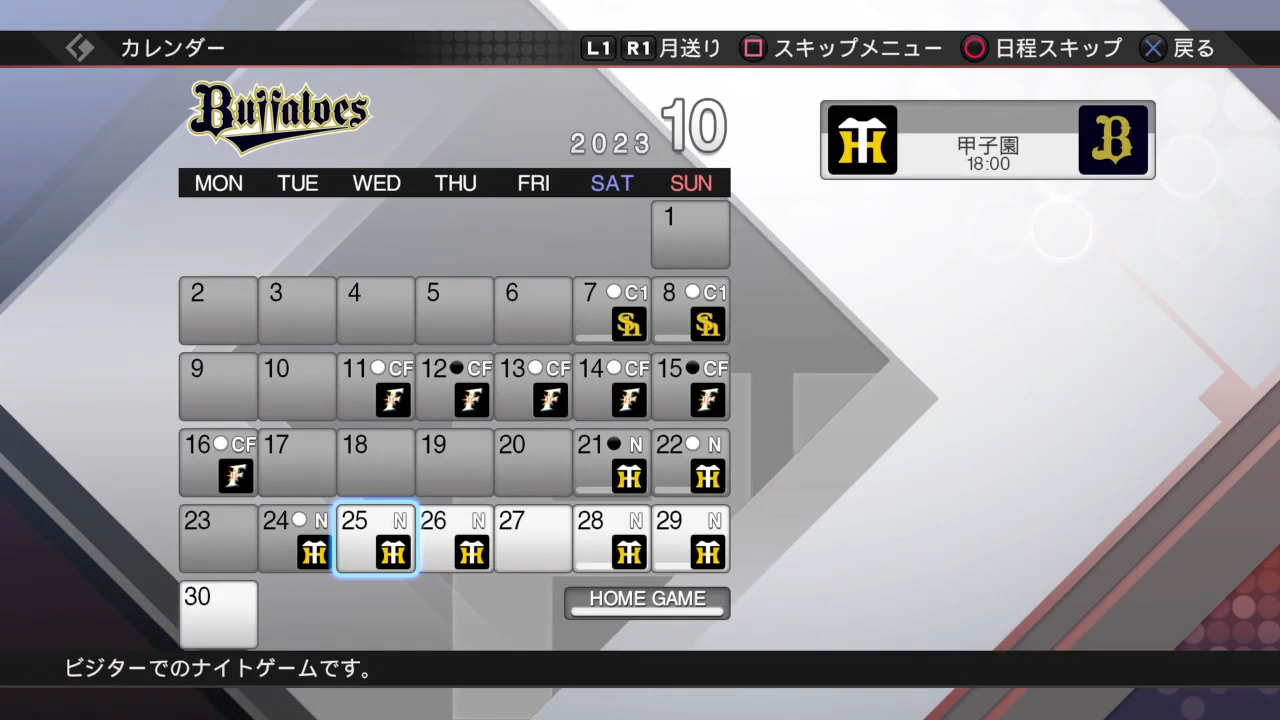 カレンダー
L1 R1 月送り スキップメニュー 日程スキップ 戻る
Buffaloes
2023 10
甲子園
18:00
MON TUE WED THU FRI SAT SUN
1
2 3 4 5 6 7 C1 8 C1
Sh Sh
9 10 11 CF 12 CF 13 CF 14 CF 15 CF
F F F F F
16 CF 17 18 19 20 21 N 22 N
F
23 24 N 25 N 26 N 27 28 N 29 N
30
HOME GAME
ビジターでのナイトゲームです。